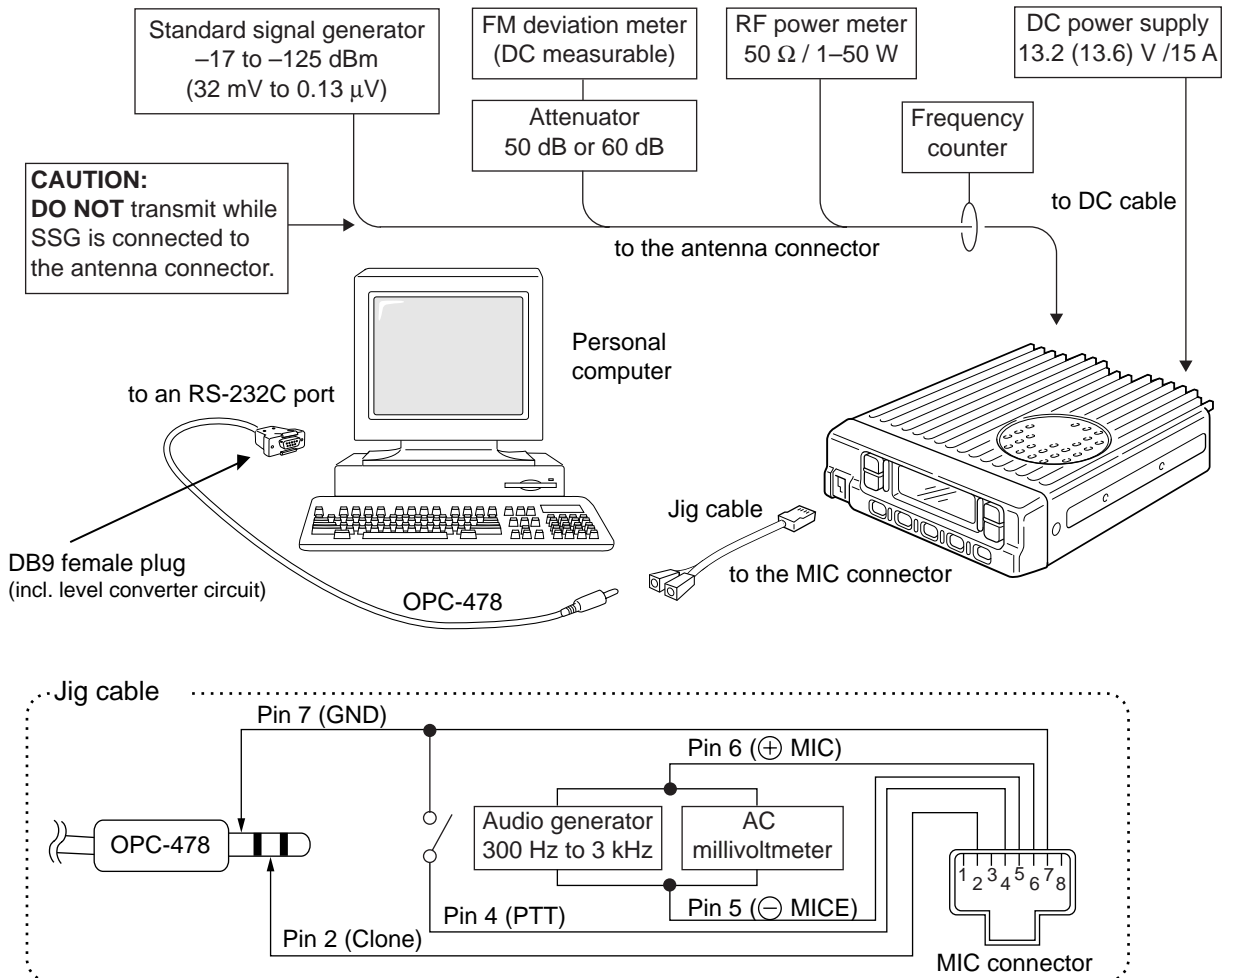 Standard signal generator
–17 to –125 dBm
(32 mV to 0.13 μV)
FM deviation meter
(DC measurable)
RF power meter
50 Ω / 1–50 W
DC power supply
13.2 (13.6) V /15 A
Attenuator
50 dB or 60 dB
Frequency
counter
CAUTION:
DO NOT transmit while
SSG is connected to
the antenna connector.
to DC cable
to the antenna connector
Personal
computer
to an RS-232C port
Jig cable
to the MIC connector
DB9 female plug
(incl. level converter circuit)
OPC-478
Jig cable
Pin 7 (GND)
Pin 6 (⊕ MIC)
OPC-478
Audio generator
300 Hz to 3 kHz
AC
millivoltmeter
1 2 3 4 5 6 7 8
Pin 4 (PTT)
Pin 5 (⊖ MICE)
Pin 2 (Clone)
MIC connector